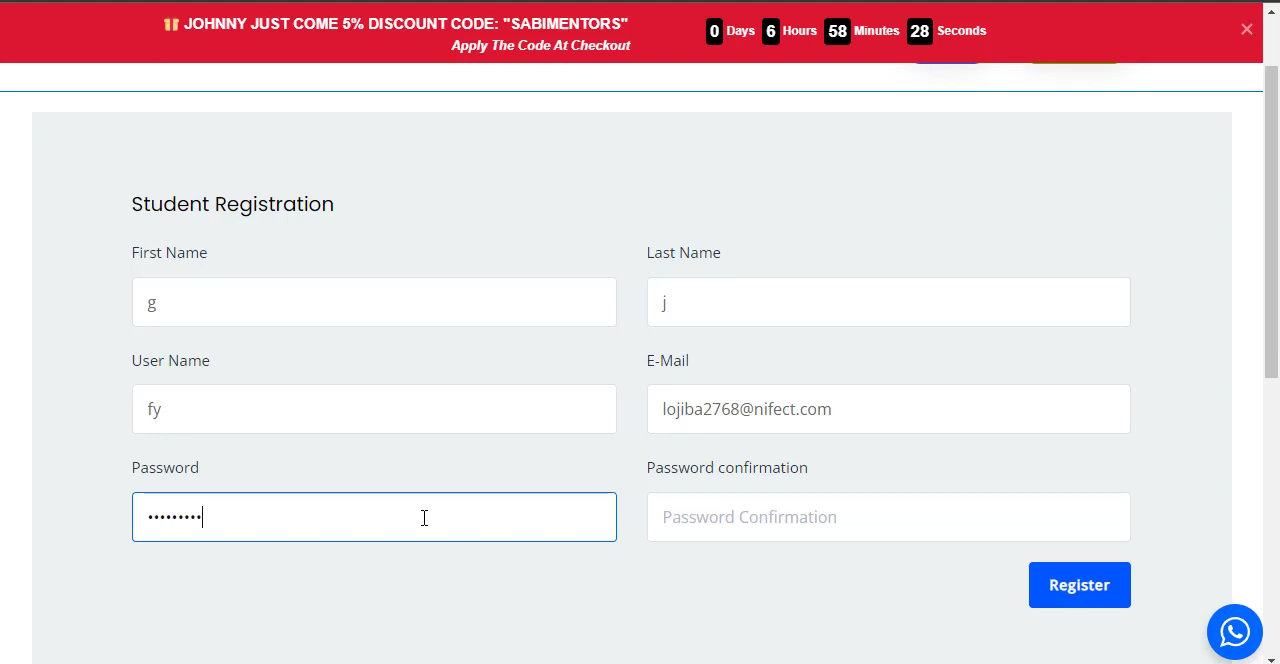 JOHNNY JUST COME 5% DISCOUNT CODE: "SABIMENTORS"
Apply The Code At Checkout
0 Days 6 Hours 58 Minutes 28 Seconds
×
Student Registration
First Name
Last Name
g
j
User Name
E-Mail
fy
lojiba2768@nifect.com
Password
Password confirmation
•••••••••
Password Confirmation
Register